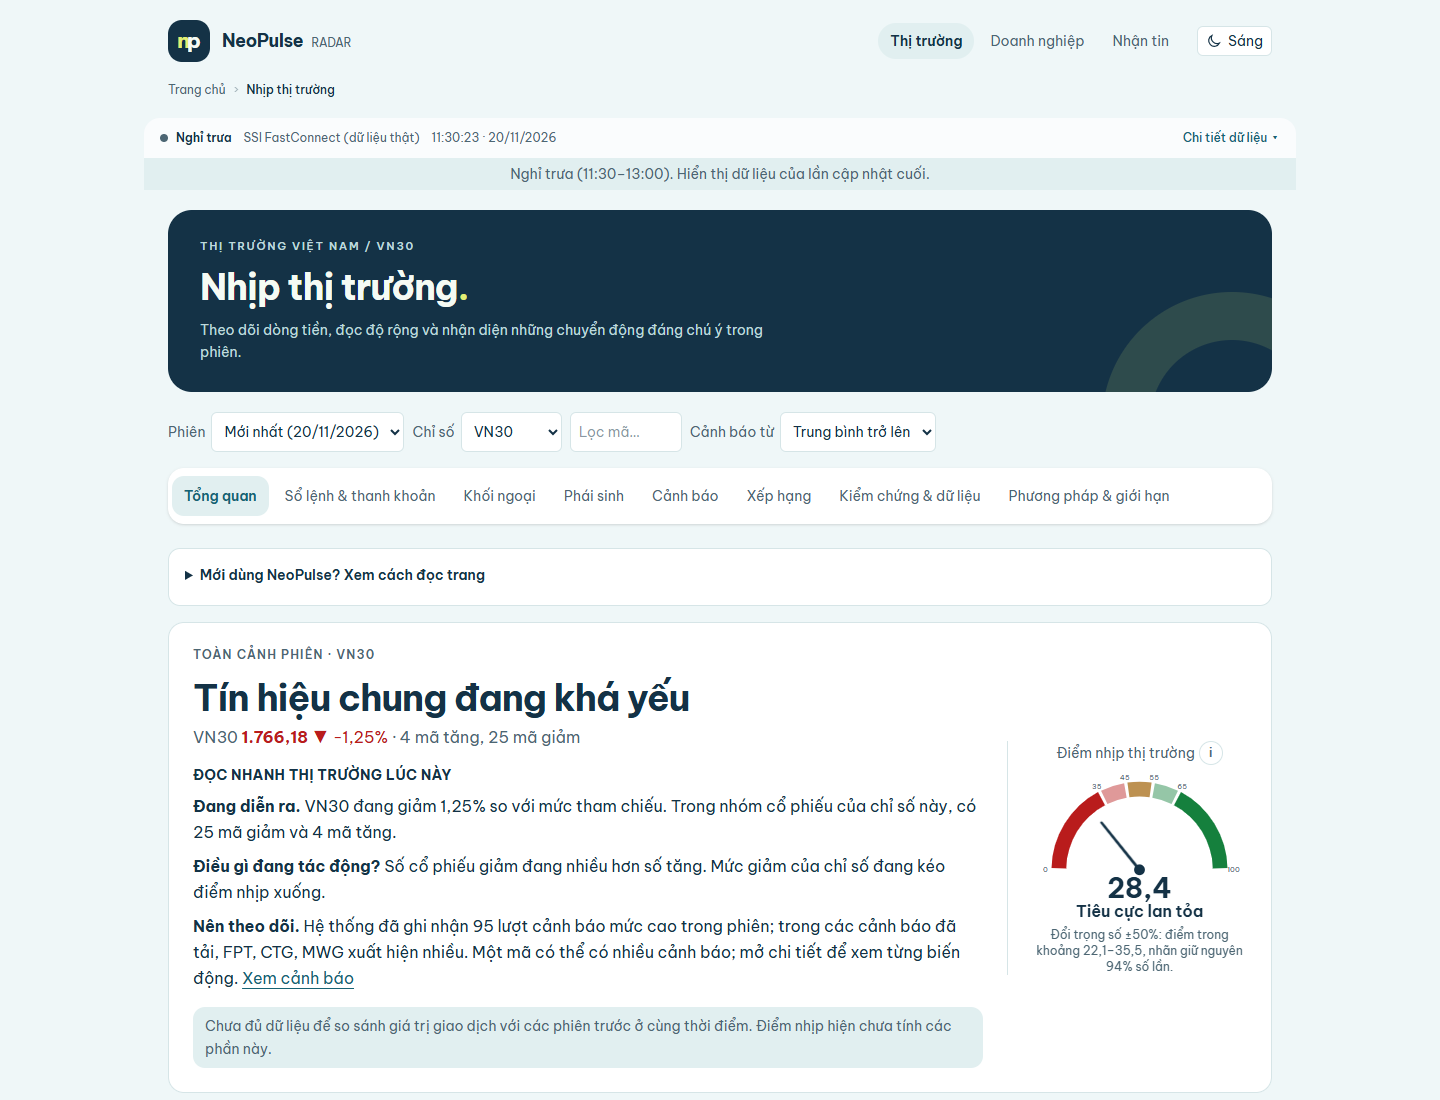 np NeoPulse RADAR
Thị trường Doanh nghiệp Nhận tin Sáng
Trang chủ › Nhịp thị trường
Nghỉ trưa SSI FastConnect (dữ liệu thật) 11:30:23 · 20/11/2026 Chi tiết dữ liệu
Nghỉ trưa (11:30–13:00). Hiển thị dữ liệu của lần cập nhật cuối.
THỊ TRƯỜNG VIỆT NAM / VN30
Nhịp thị trường.
Theo dõi dòng tiền, đọc độ rộng và nhận diện những chuyển động đáng chú ý trong
phiên.
Phiên Mới nhất (20/11/2026) Chỉ số VN30 Lọc mã... Cảnh báo từ Trung bình trở lên
Tổng quan Sổ lệnh & thanh khoản Khối ngoại Phái sinh Cảnh báo Xếp hạng Kiểm chứng & dữ liệu Phương pháp & giới hạn
Mới dùng NeoPulse? Xem cách đọc trang
TOÀN CẢNH PHIÊN · VN30
Tín hiệu chung đang khá yếu
VN30 1.766,18 ▼ -1,25% · 4 mã tăng, 25 mã giảm
ĐỌC NHANH THỊ TRƯỜNG LÚC NÀY
Đang diễn ra. VN30 đang giảm 1,25% so với mức tham chiếu. Trong nhóm cổ phiếu của chỉ số này, có
25 mã giảm và 4 mã tăng.
Điều gì đang tác động? Số cổ phiếu giảm đang nhiều hơn số tăng. Mức giảm của chỉ số đang kéo
điểm nhịp xuống.
Nên theo dõi. Hệ thống đã ghi nhận 95 lượt cảnh báo mức cao trong phiên; trong các cảnh báo đã
tải, FPT, CTG, MWG xuất hiện nhiều. Một mã có thể có nhiều cảnh báo; mở chi tiết để xem từng biến
động. Xem cảnh báo
Chưa đủ dữ liệu để so sánh giá trị giao dịch với các phiên trước ở cùng thời điểm. Điểm nhịp hiện chưa tính các
phần này.
Điểm nhịp thị trường i
0 35 45 55 65 100
28,4
Tiêu cực lan tỏa
Đổi trọng số ±50%: điểm trong
khoảng 22,1–35,5, nhãn giữ nguyên
94% số lần.